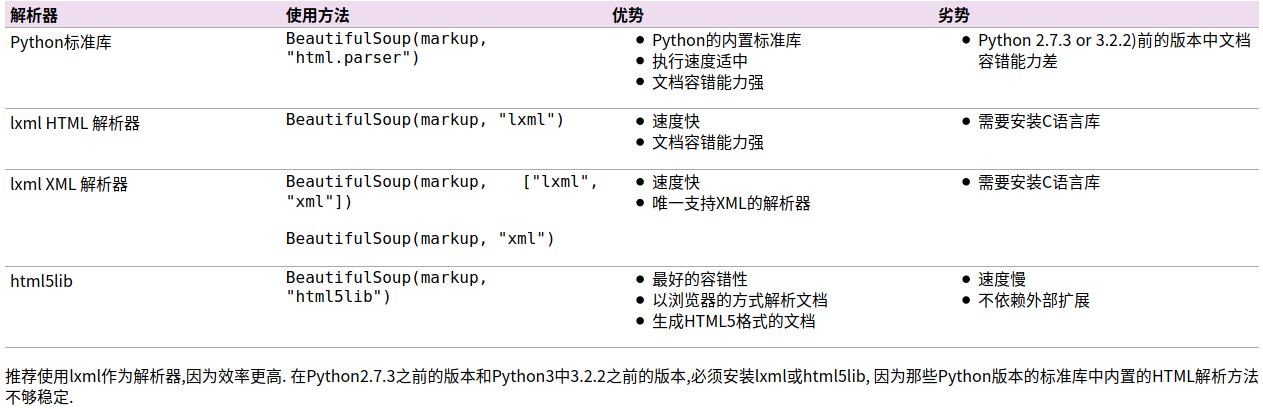 解析器 使用方法 优势 劣势
Python标准库
BeautifulSoup(markup,
"html.parser")
● Python的内置标准库
● 执行速度适中
● 文档容错能力强
● Python 2.7.3 or 3.2.2)前的版本中文档
容错能力差
lxml HTML 解析器
BeautifulSoup(markup, "lxml")
● 速度快
● 文档容错能力强
● 需要安装C语言库
lxml XML 解析器
BeautifulSoup(markup, ["lxml",
"xml"])
BeautifulSoup(markup, "xml")
● 速度快
● 唯一支持XML的解析器
● 需要安装C语言库
html5lib
BeautifulSoup(markup,
"html5lib")
● 最好的容错性
● 以浏览器的方式解析文档
● 生成HTML5格式的文档
● 速度慢
● 不依赖外部扩展
推荐使用lxml作为解析器,因为效率更高. 在Python2.7.3之前的版本和Python3中3.2.2之前的版本,必须安装lxml或html5lib, 因为那些Python版本的标准库中内置的HTML解析方法
不够稳定.